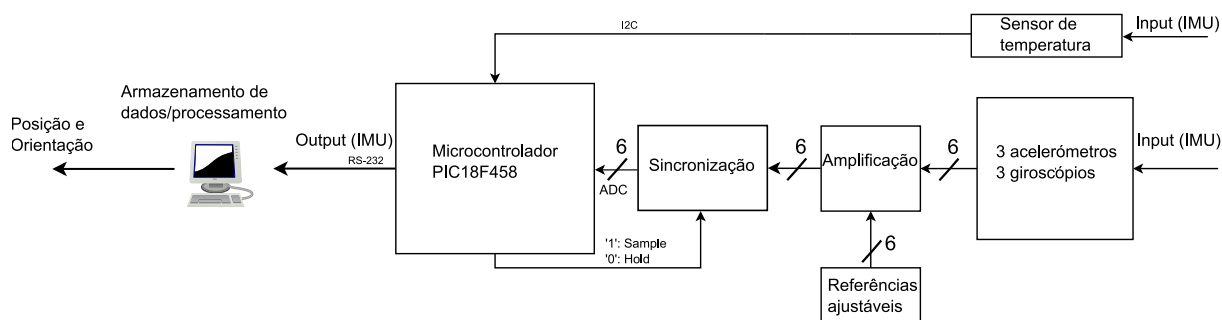 I2C
Sensor de
temperatura
Input (IMU)
Armazenamento de
dados/processamento
Posição e
Orientação
Output (IMU)
RS-232
Microcontrolador
PIC18F458
6
ADC
Sincronização
6
Amplificação
6
3 acelerómetros
3 giroscópios
Input (IMU)
'1': Sample
'0': Hold
6
Referências
ajustáveis